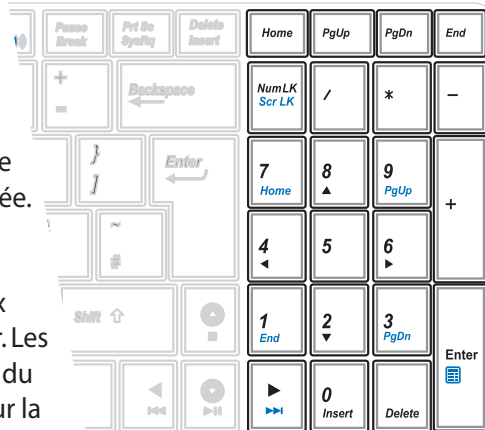 Pause Prt Sc Delete Home PgUp PgDn End
Break SysRq Insert
+ Backspace NumLK / * –
= Scr LK
e } Enter 7 8 9 +
ée. ] Home PgUp
~ 4 5 6
#
x Shift 1 2 3 Enter
r. Les End PgDn
du 0
ur la Insert Delete